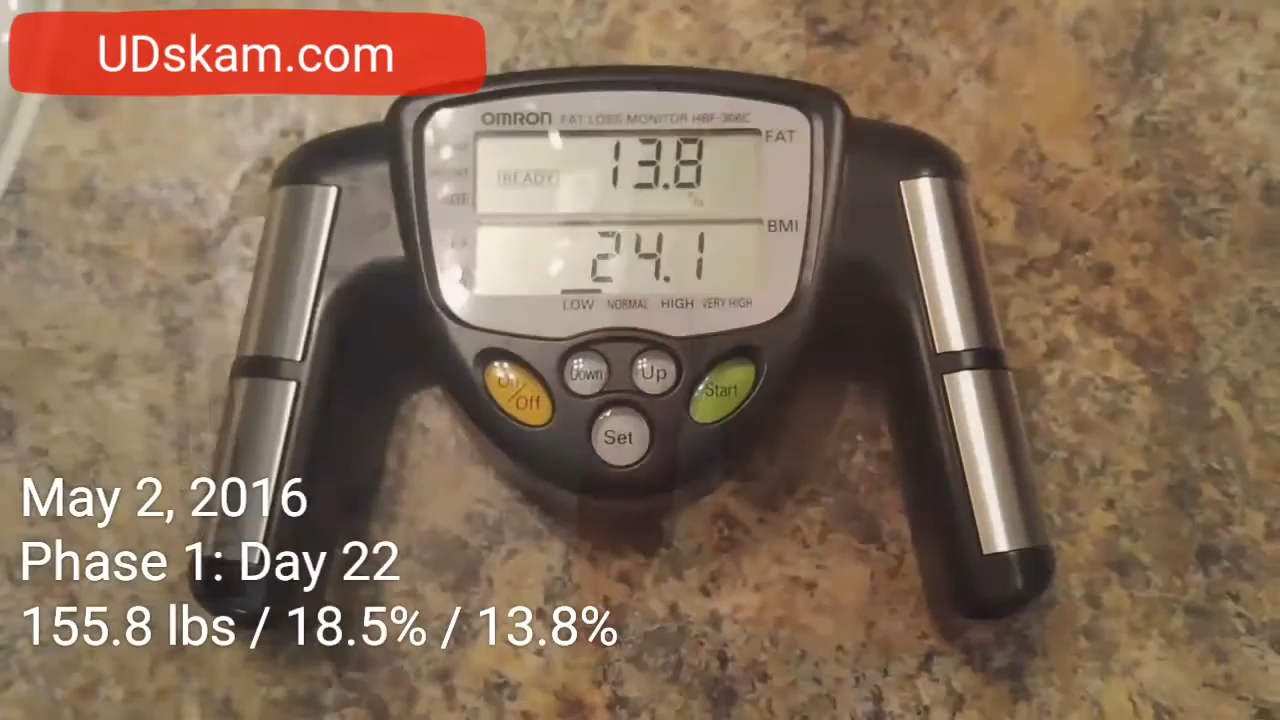 UDskam.com
OMRON FAT LOSS MONITOR HBF-306C
FAT
READY 13.8
%
BMI
24.1
LOW NORMAL HIGH VERY HIGH
On/Off Down Up Start
Set
May 2, 2016
Phase 1: Day 22
155.8 lbs / 18.5% / 13.8%